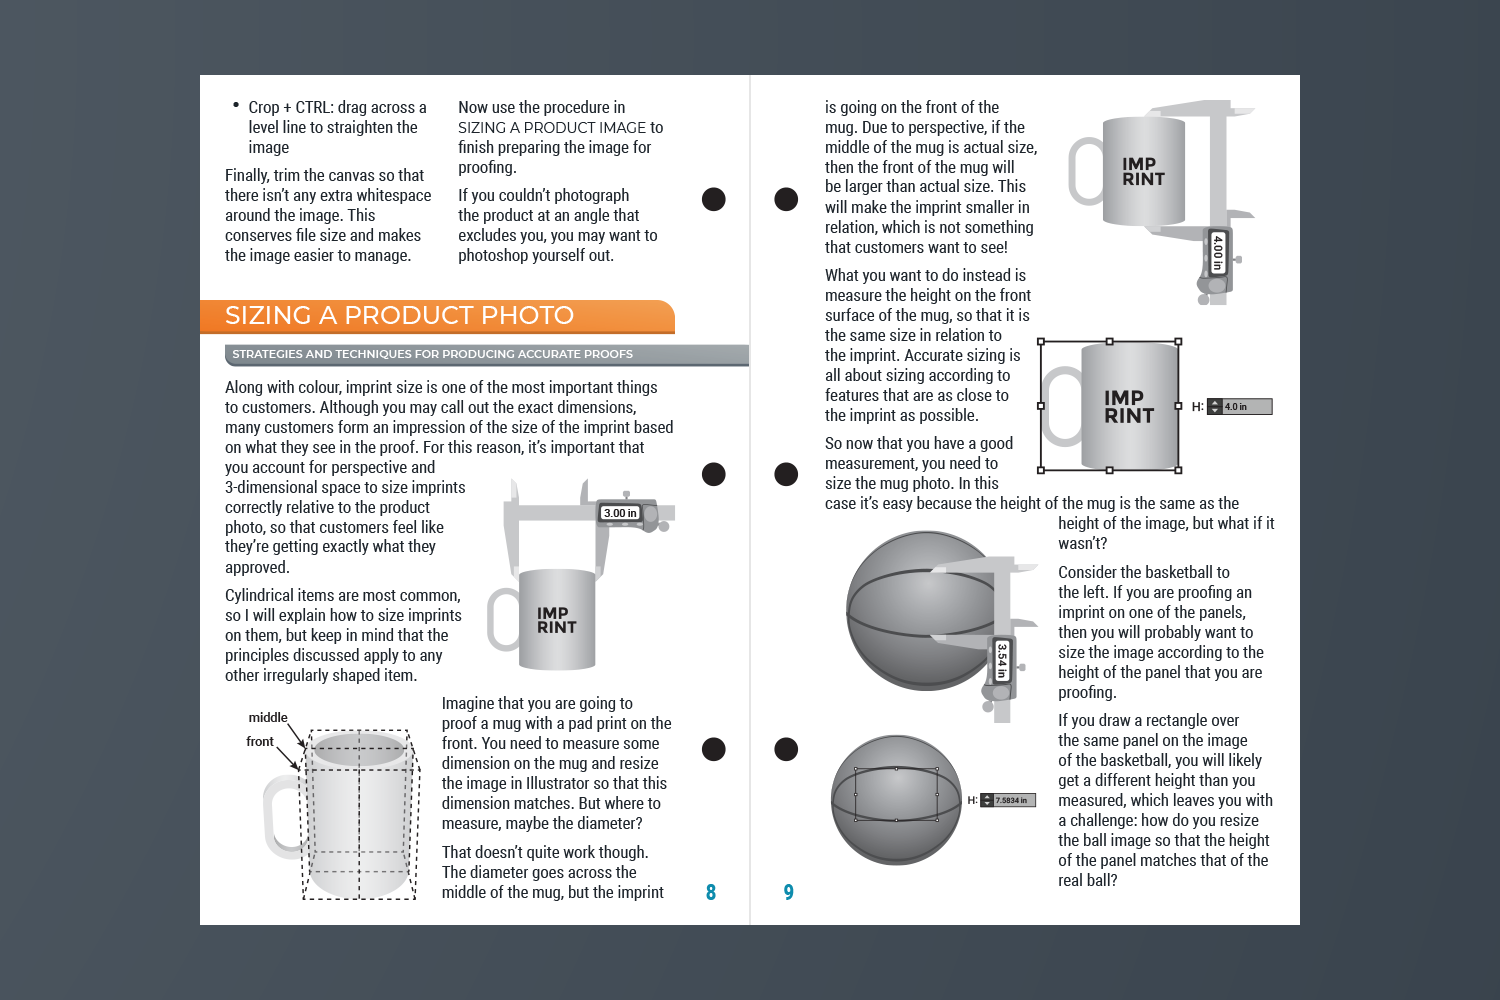 • Crop + CTRL: drag across a
level line to straighten the
image
Finally, trim the canvas so that
there isn't any extra whitespace
around the image. This
conserves file size and makes
the image easier to manage.
Now use the procedure in
SIZING A PRODUCT IMAGE to
finish preparing the image for
proofing.
If you couldn't photograph
the product at an angle that
excludes you, you may want to
photoshop yourself out.
SIZING A PRODUCT PHOTO
STRATEGIES AND TECHNIQUES FOR PRODUCING ACCURATE PROOFS
Along with colour, imprint size is one of the most important things
to customers. Although you may call out the exact dimensions,
many customers form an impression of the size of the imprint based
on what they see in the proof. For this reason, it's important that
you account for perspective and
3-dimensional space to size imprints
correctly relative to the product
photo, so that customers feel like
they're getting exactly what they
approved.
Cylindrical items are most common,
so I will explain how to size imprints
on them, but keep in mind that the
principles discussed apply to any
other irregularly shaped item.
3.00 in
IMP
RINT
middle
front
Imagine that you are going to
proof a mug with a pad print on the
front. You need to measure some
dimension on the mug and resize
the image in Illustrator so that this
dimension matches. But where to
measure, maybe the diameter?
That doesn't quite work though.
The diameter goes across the
middle of the mug, but the imprint
8
is going on the front of the
mug. Due to perspective, if the
middle of the mug is actual size,
then the front of the mug will
be larger than actual size. This
will make the imprint smaller in
relation, which is not something
that customers want to see!
IMP
RINT
4.00 in
What you want to do instead is
measure the height on the front
surface of the mug, so that it is
the same size in relation to
the imprint. Accurate sizing is
all about sizing according to
features that are as close to
the imprint as possible.
IMP
RINT
H: 4.0 in
So now that you have a good
measurement, you need to
size the mug photo. In this
case it's easy because the height of the mug is the same as the
height of the image, but what if it
wasn't?
3.54 in
Consider the basketball to
the left. If you are proofing an
imprint on one of the panels,
then you will probably want to
size the image according to the
height of the panel that you are
proofing.
If you draw a rectangle over
the same panel on the image
of the basketball, you will likely
get a different height than you
measured, which leaves you with
a challenge: how do you resize
the ball image so that the height
of the panel matches that of the
real ball?
H: 7.5834 in
9